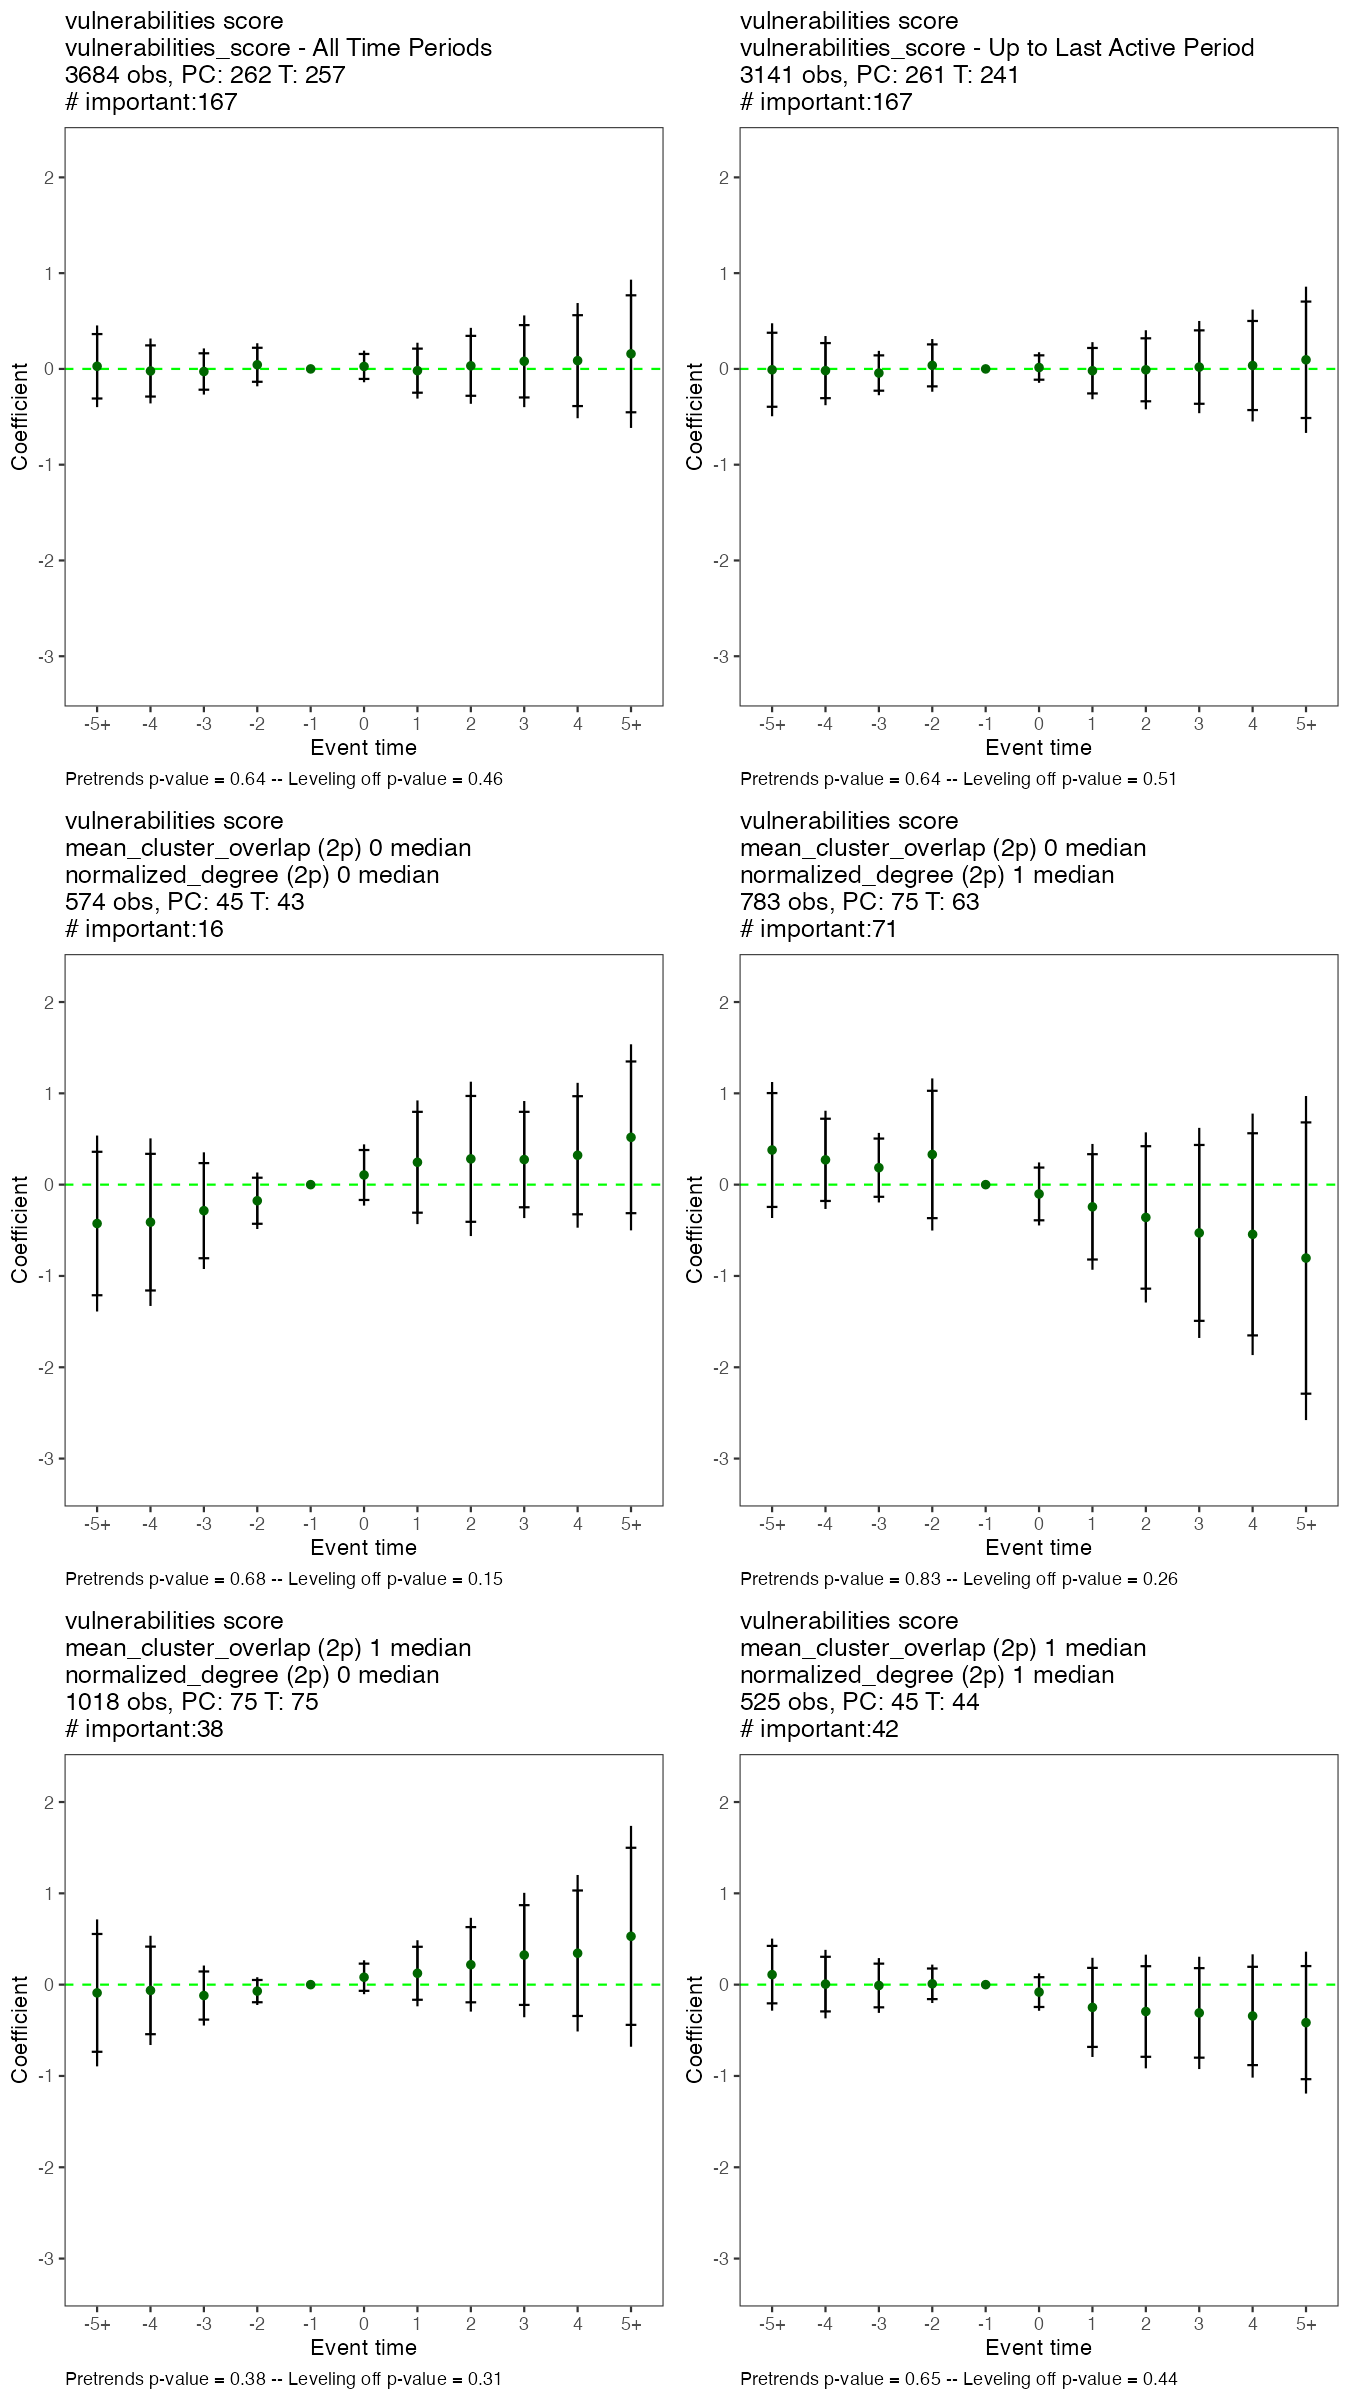 vulnerabilities score
vulnerabilities_score - All Time Periods
3684 obs, PC: 262 T: 257
# important:167
2
1
0
-1
-2
-3
Coefficient
-5+ -4 -3 -2 -1 0 1 2 3 4 5+
Event time
Pretrends p-value = 0.64 -- Leveling off p-value = 0.46
vulnerabilities score
vulnerabilities_score - Up to Last Active Period
3141 obs, PC: 261 T: 241
# important:167
2
1
0
-1
-2
-3
Coefficient
-5+ -4 -3 -2 -1 0 1 2 3 4 5+
Event time
Pretrends p-value = 0.64 -- Leveling off p-value = 0.51
vulnerabilities score
mean_cluster_overlap (2p) 0 median
normalized_degree (2p) 0 median
574 obs, PC: 45 T: 43
# important:16
2
1
0
-1
-2
-3
Coefficient
-5+ -4 -3 -2 -1 0 1 2 3 4 5+
Event time
Pretrends p-value = 0.68 -- Leveling off p-value = 0.15
vulnerabilities score
mean_cluster_overlap (2p) 0 median
normalized_degree (2p) 1 median
783 obs, PC: 75 T: 63
# important:71
2
1
0
-1
-2
-3
Coefficient
-5+ -4 -3 -2 -1 0 1 2 3 4 5+
Event time
Pretrends p-value = 0.83 -- Leveling off p-value = 0.26
vulnerabilities score
mean_cluster_overlap (2p) 1 median
normalized_degree (2p) 0 median
1018 obs, PC: 75 T: 75
# important:38
2
1
0
-1
-2
-3
Coefficient
-5+ -4 -3 -2 -1 0 1 2 3 4 5+
Event time
Pretrends p-value = 0.38 -- Leveling off p-value = 0.31
vulnerabilities score
mean_cluster_overlap (2p) 1 median
normalized_degree (2p) 1 median
525 obs, PC: 45 T: 44
# important:42
2
1
0
-1
-2
-3
Coefficient
-5+ -4 -3 -2 -1 0 1 2 3 4 5+
Event time
Pretrends p-value = 0.65 -- Leveling off p-value = 0.44